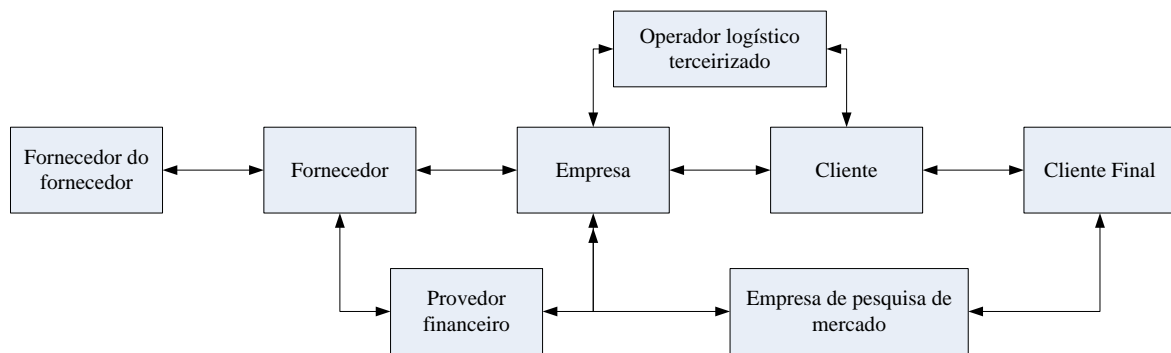 Operador logístico
terceirizado
Fornecedor do
fornecedor
Fornecedor
Empresa
Cliente
Cliente Final
Provedor
financeiro
Empresa de pesquisa de
mercado